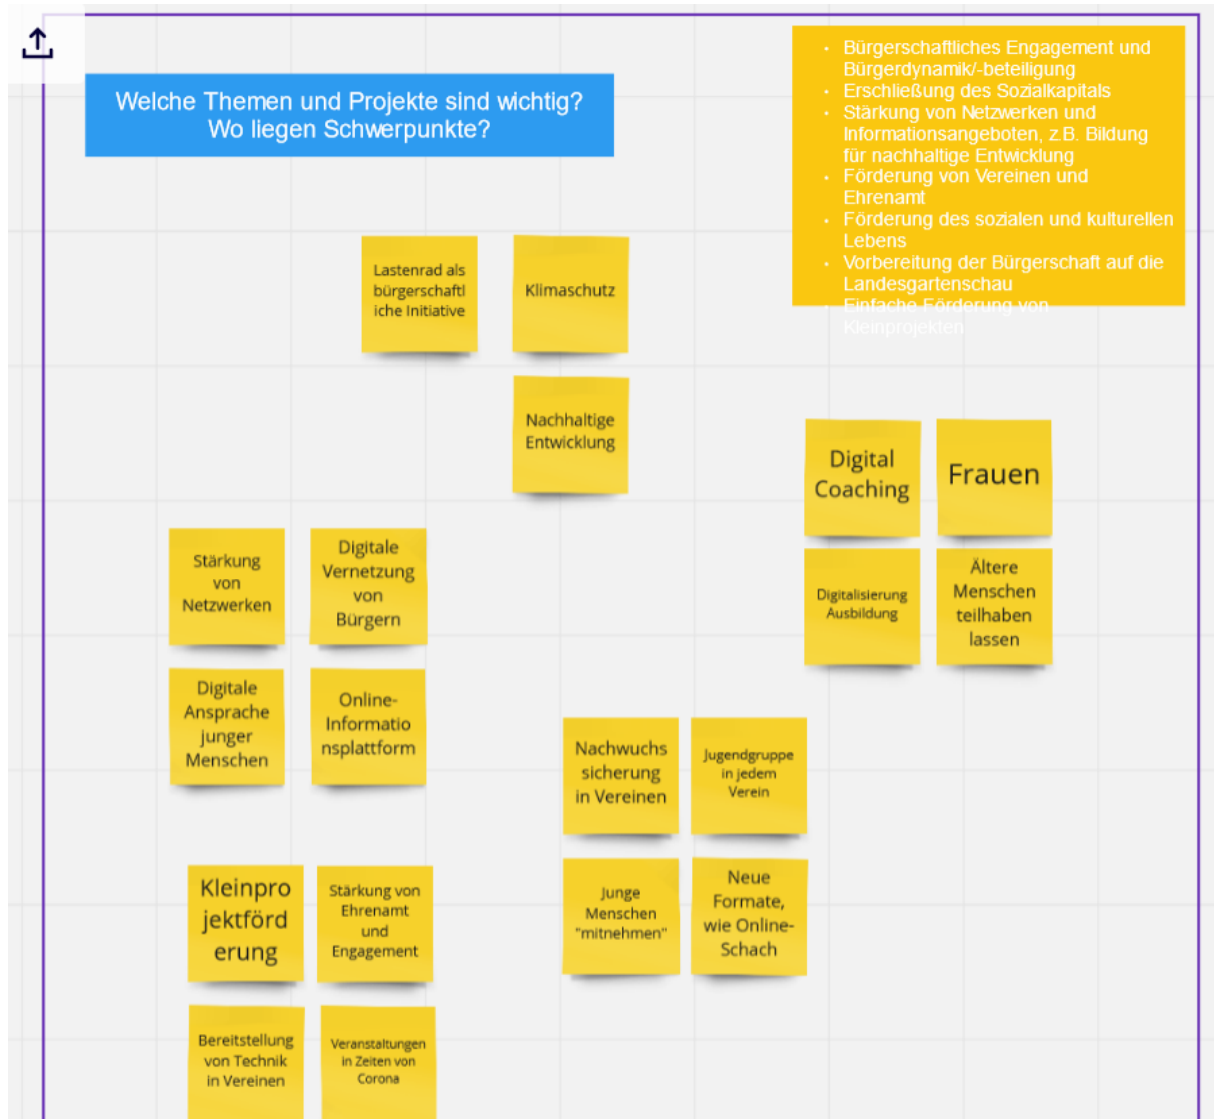 Welche Themen und Projekte sind wichtig?
Wo liegen Schwerpunkte?
• Bürgerschaftliches Engagement und
Bürgerdynamik/-beteiligung
• Erschließung des Sozialkapitals
• Stärkung von Netzwerken und
Informationsangeboten, z.B. Bildung
für nachhaltige Entwicklung
• Förderung von Vereinen und
Ehrenamt
• Förderung des sozialen und kulturellen
Lebens
• Vorbereitung der Bürgerschaft auf die
Landesgartenschau
• Einfache Förderung von
Kleinprojekten
Lastenrad als
bürgerschaftl
iche Initiative
Klimaschutz
Nachhaltige
Entwicklung
Digital
Coaching
Frauen
Digitalisierung
Ausbildung
Ältere
Menschen
teilhaben
lassen
Stärkung
von
Netzwerken
Digitale
Vernetzung
von
Bürgern
Digitale
Ansprache
junger
Menschen
Online-
Informatio
nsplattform
Nachwuchs
sicherung
in Vereinen
Jugendgruppe
in jedem
Verein
Junge
Menschen
"mitnehmen"
Neue
Formate,
wie Online-
Schach
Kleinpro
jektförd
erung
Stärkung von
Ehrenamt
und
Engagement
Bereitstellung
von Technik
in Vereinen
Veranstaltungen
in Zeiten von
Corona